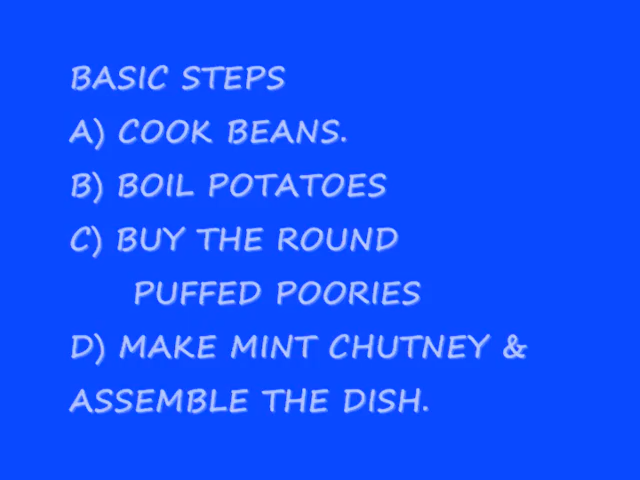 BASIC STEPS
A) COOK BEANS.
B) BOIL POTATOES
C) BUY THE ROUND
PUFFED POORIES
D) MAKE MINT CHUTNEY &
ASSEMBLE THE DISH.